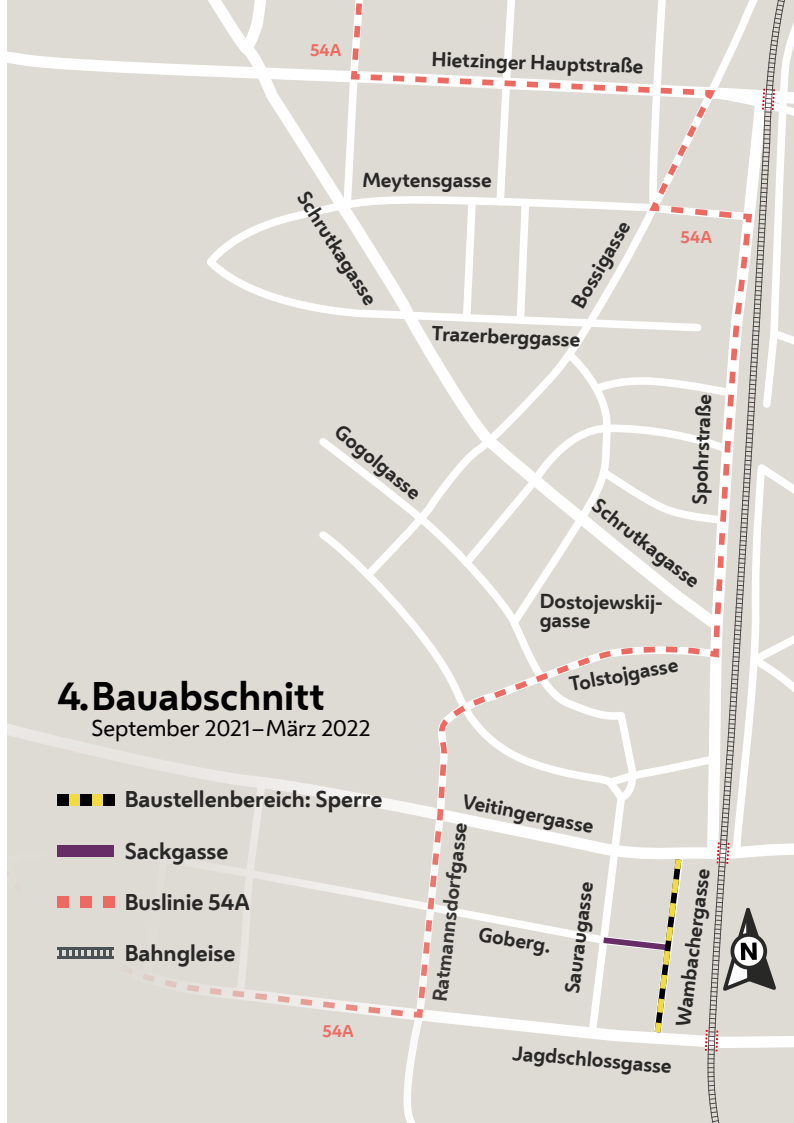 54A
Hietzinger Hauptstraße
Meytensgasse
Schrutkagasse
54A
Bossigasse
Trazerberggasse
Spohrstraße
Gogolgasse
Schrutkagasse
Dostojewskij-
gasse
Tolstojgasse
4. Bauabschnitt
September 2021–März 2022
Baustellenbereich: Sperre
Sackgasse
Buslinie 54A
Bahngleise
Veitingergasse
Ratmannsdorfgasse
Goberg.
Sauraugasse
Wambachergasse
N
54A
Jagdschlossgasse